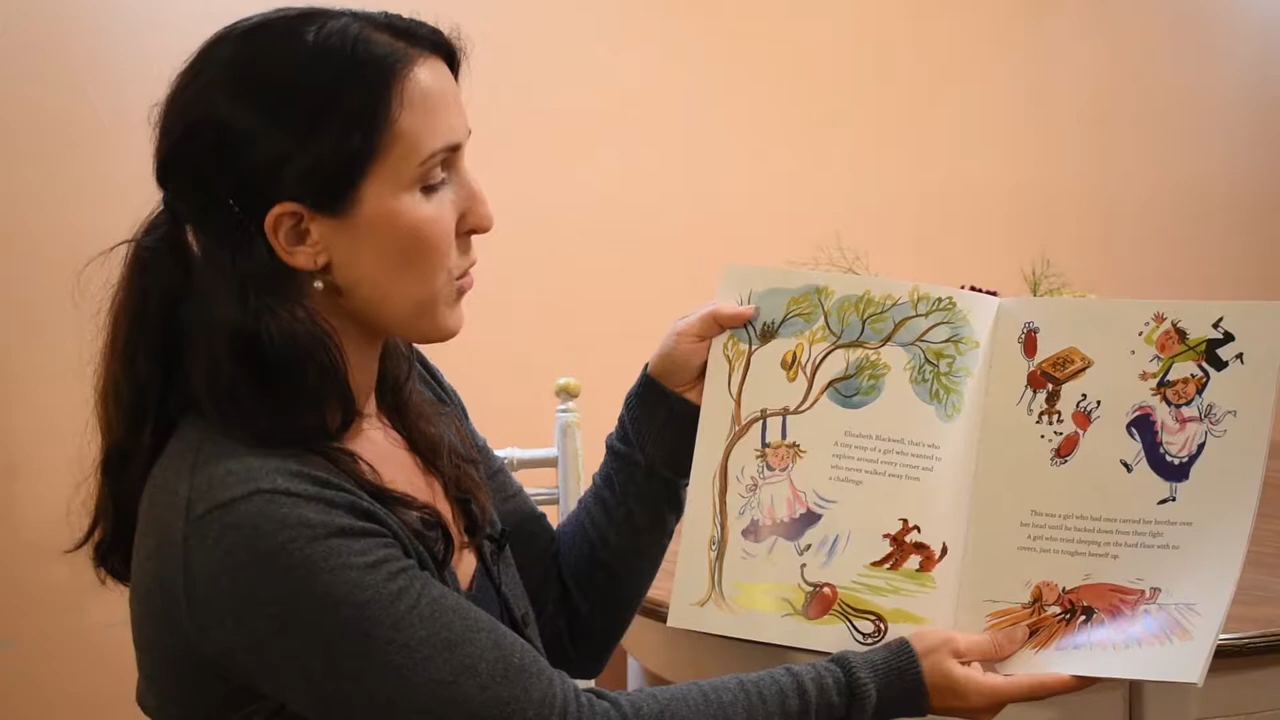 Elizabeth Blackwell, that's who
A tiny wisp of a girl who wanted to
explore around every corner and
who never walked away from
a challenge.
This was a girl who had once carried her brother over
her head until he backed down from their fight.
A girl who tried sleeping on the hard floor with no
covers, just to toughen herself up.